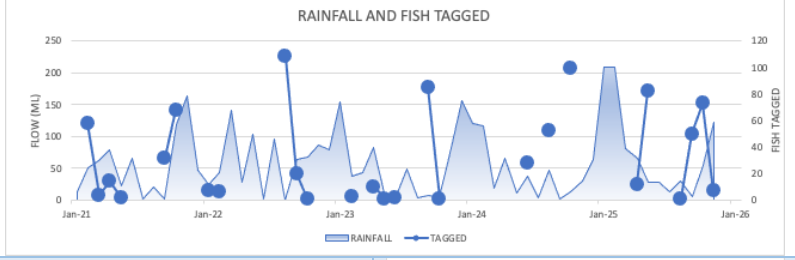 RAINFALL AND FISH TAGGED
250
200
150
100
50
0
FLOW (ML)
120
100
80
60
40
20
0
FISH TAGGED
Jan-21 Jan-22 Jan-23 Jan-24 Jan-25 Jan-26
RAINFALL TAGGED